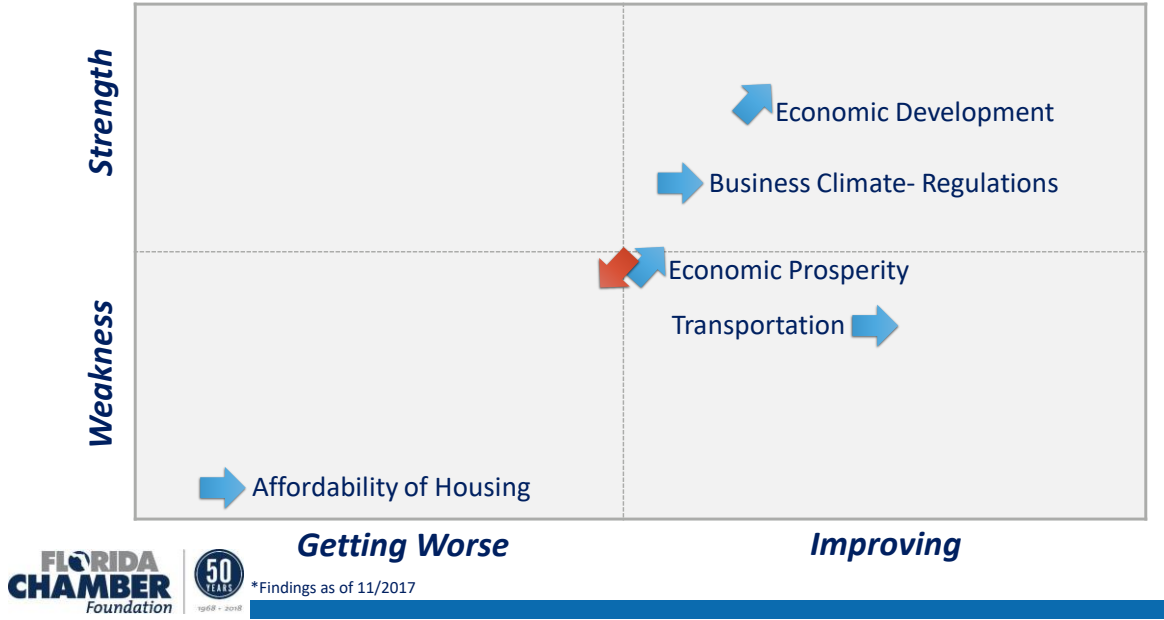 Strength
Economic Development
Business Climate- Regulations
Economic Prosperity
Transportation
Weakness
Affordability of Housing
Getting Worse
Improving
FLORIDA
CHAMBER
Foundation
50
YEARS
1968 - 2018
*Findings as of 11/2017